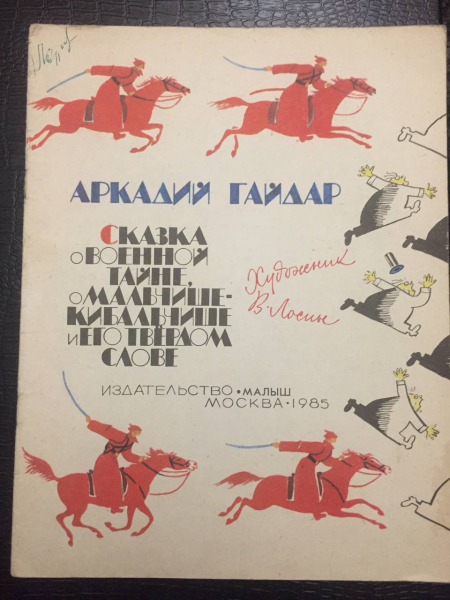 АРКАДИЙ ГАЙДАР
СКАЗКА
О ВОЕННОЙ
ТАЙНЕ,
О МАЛЬЧИШЕ-
КИБАЛЬЧИШЕ
И ЕГО ТВЁРДОМ
СЛОВЕ
Художник
В. Лосин
ИЗДАТЕЛЬСТВО • МАЛЫШ
МОСКВА • 1985